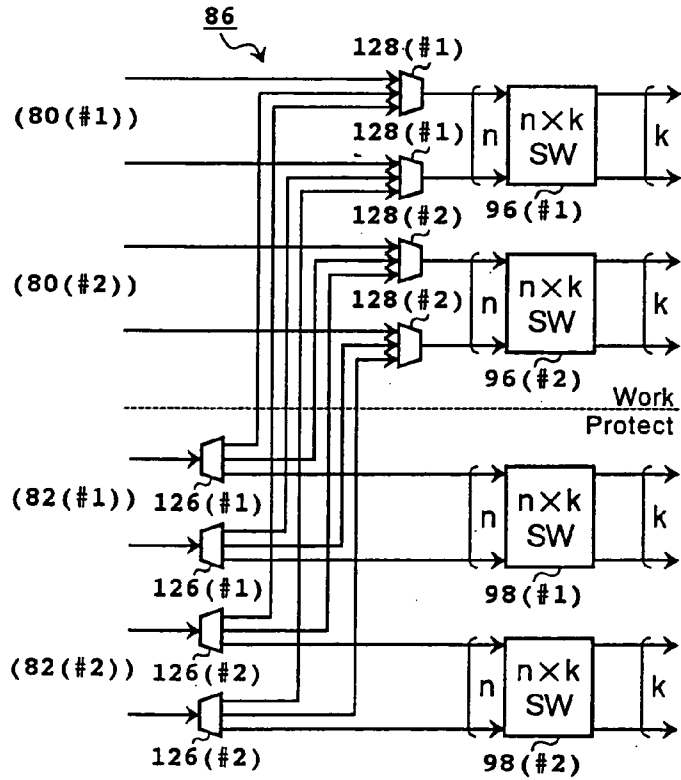 86
128(#1)
(80(#1))
n
n×k
SW
k
128(#1)
96(#1)
128(#2)
(80(#2))
n
n×k
SW
k
128(#2)
96(#2)
Work
Protect
(82(#1))
126(#1)
n
n×k
SW
k
126(#1)
98(#1)
(82(#2))
126(#2)
n
n×k
SW
k
126(#2)
98(#2)